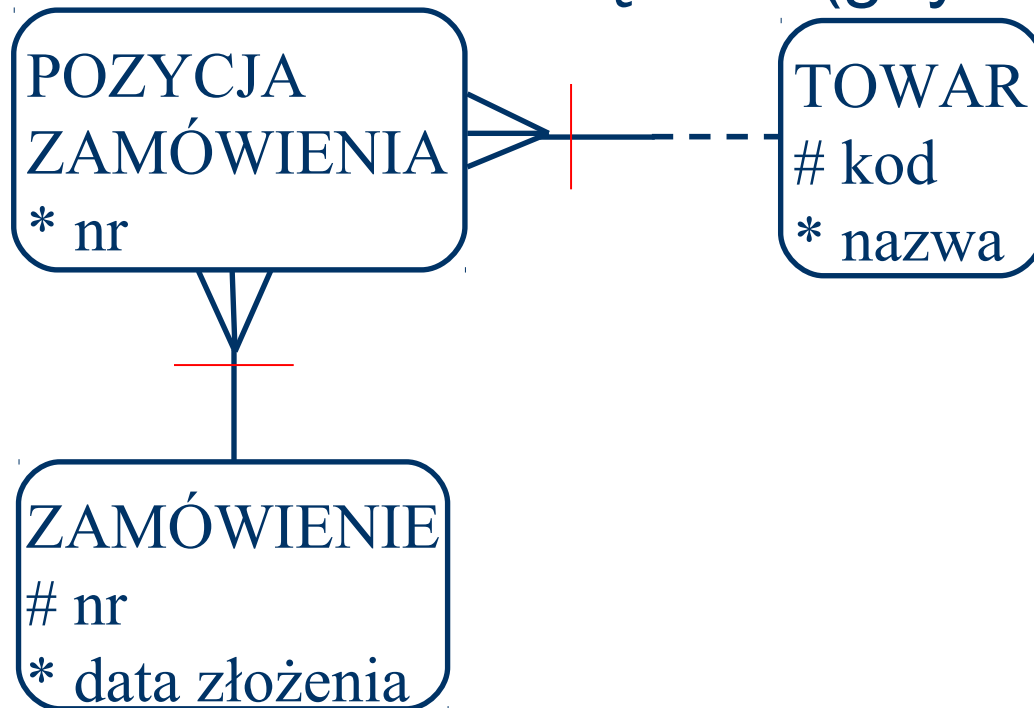 POZYCJA
ZAMÓWIENIA
* nr
TOWAR
# kod
* nazwa
ZAMÓWIENIE
# nr
* data złożenia